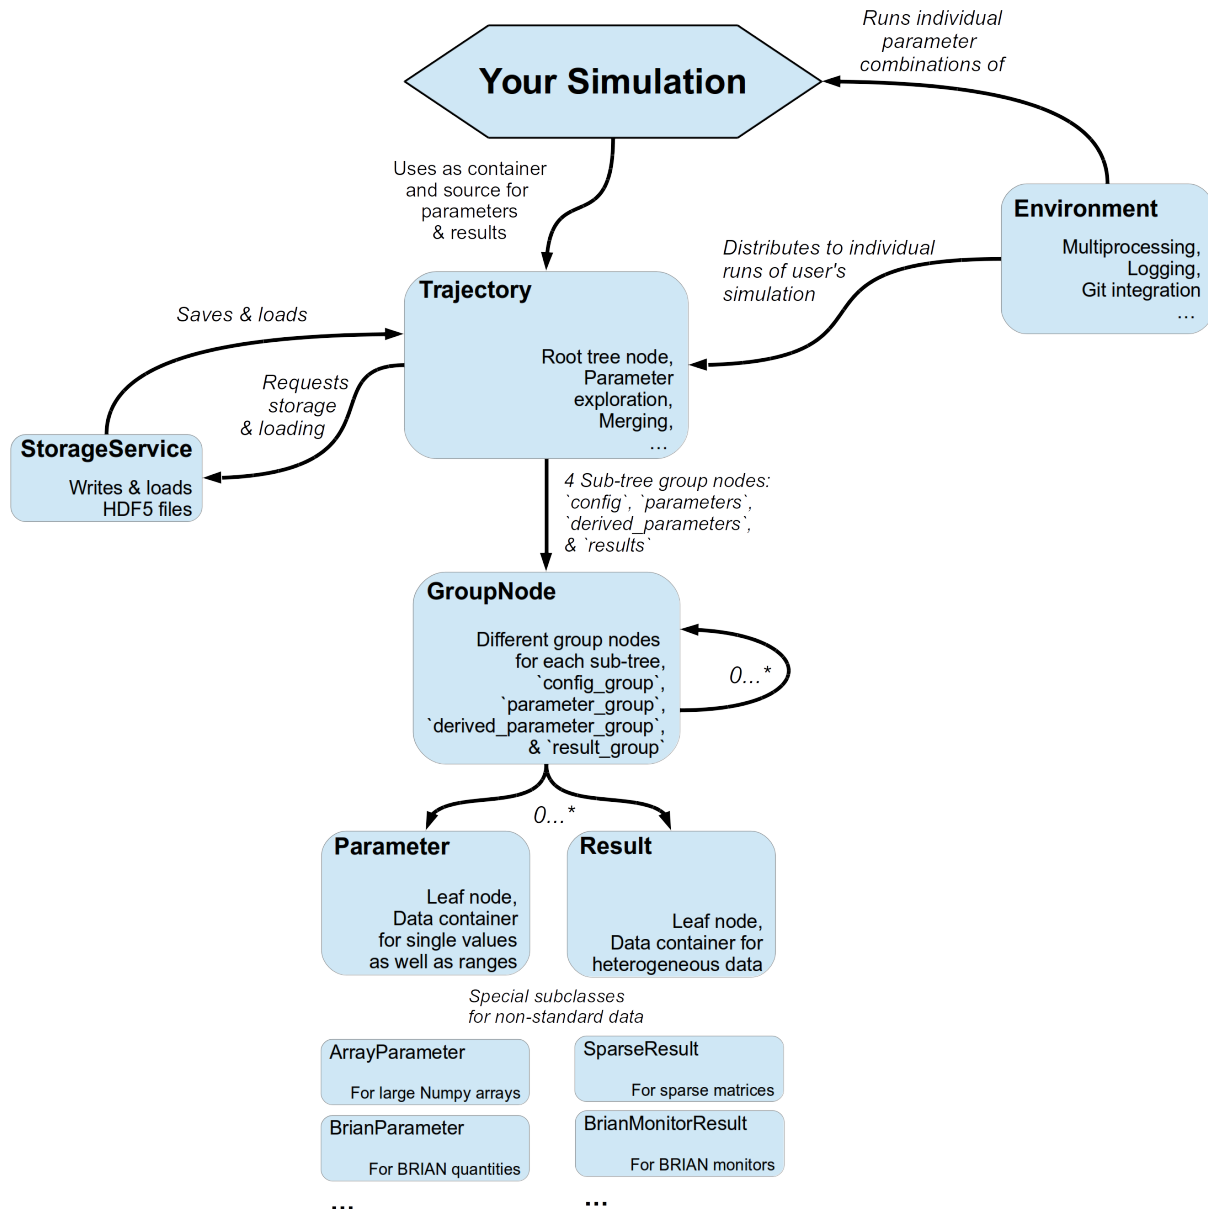 Runs individual
parameter
combinations of
Your Simulation
Uses as container
and source for
parameters
& results
Environment
Multiprocessing,
Logging,
Git integration
...
Distributes to individual
runs of user's
simulation
Trajectory
Root tree node,
Parameter
exploration,
Merging,
...
Saves & loads
Requests
storage
& loading
StorageService
Writes & loads
HDF5 files
4 Sub-tree group nodes:
`config`, `parameters`,
`derived_parameters`,
& `results`
GroupNode
Different group nodes
for each sub-tree,
`config_group`,
`parameter_group`,
`derived_parameter_group`,
& `result_group`
0...*
0...*
Parameter
Leaf node,
Data container
for single values
as well as ranges
Result
Leaf node,
Data container for
heterogeneous data
Special subclasses
for non-standard data
ArrayParameter
For large Numpy arrays
SparseResult
For sparse matrices
BrianParameter
For BRIAN quantities
BrianMonitorResult
For BRIAN monitors
...
...